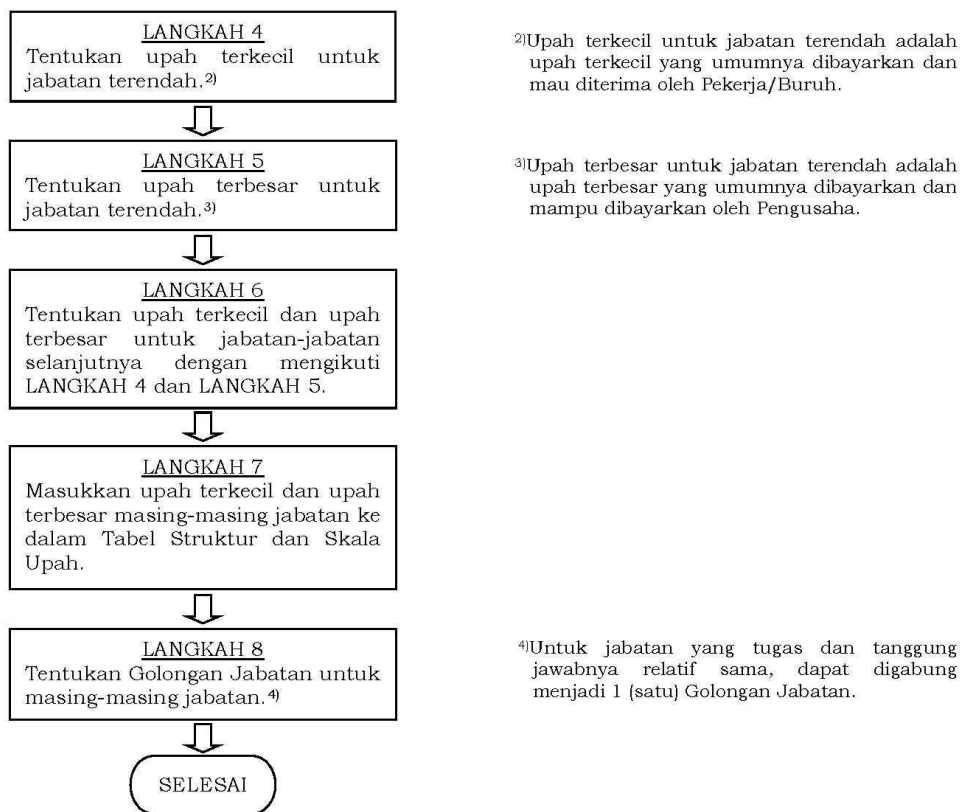 LANGKAH 4
Tentukan upah terkecil untuk
jabatan terendah.2)
2)Upah terkecil untuk jabatan terendah adalah
upah terkecil yang umumnya dibayarkan dan
mau diterima oleh Pekerja/Buruh.
LANGKAH 5
Tentukan upah terbesar untuk
jabatan terendah.3)
3)Upah terbesar untuk jabatan terendah adalah
upah terbesar yang umumnya dibayarkan dan
mampu dibayarkan oleh Pengusaha.
LANGKAH 6
Tentukan upah terkecil dan upah
terbesar untuk jabatan-jabatan
selanjutnya dengan mengikuti
LANGKAH 4 dan LANGKAH 5.
LANGKAH 7
Masukkan upah terkecil dan upah
terbesar masing-masing jabatan ke
dalam Tabel Struktur dan Skala
Upah.
LANGKAH 8
Tentukan Golongan Jabatan untuk
masing-masing jabatan.4)
4)Untuk jabatan yang tugas dan tanggung
jawabnya relatif sama, dapat digabung
menjadi 1 (satu) Golongan Jabatan.
SELESAI